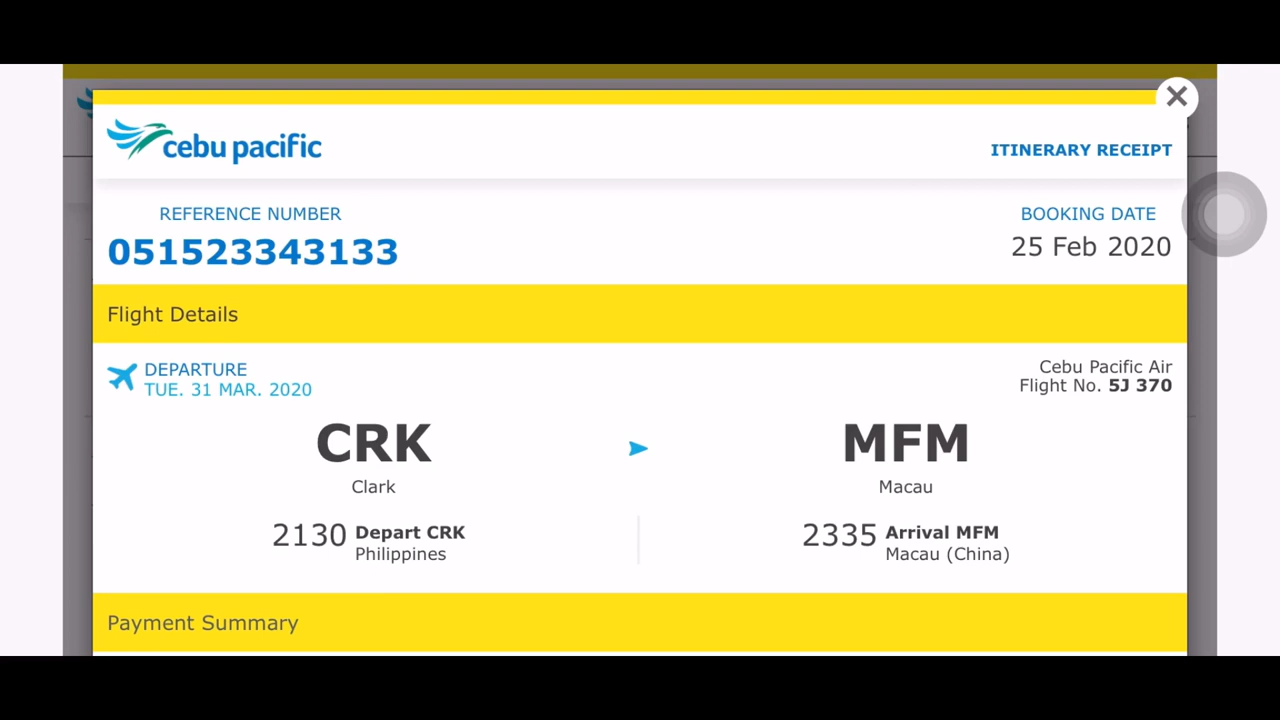 cebu pacific
ITINERARY RECEIPT
REFERENCE NUMBER
051523343133
BOOKING DATE
25 Feb 2020
Flight Details
DEPARTURE
TUE. 31 MAR. 2020
Cebu Pacific Air
Flight No. 5J 370
CRK
Clark
MFM
Macau
2130 Depart CRK
Philippines
2335 Arrival MFM
Macau (China)
Payment Summary